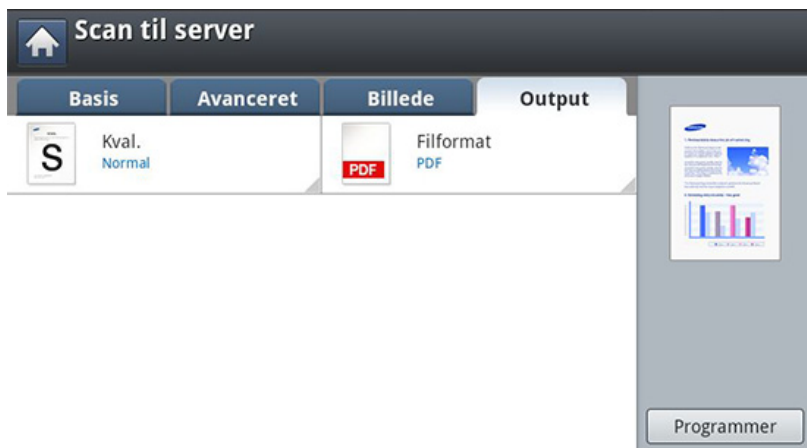 Scan til server
Basis
Avanceret
Billede
Output
S
Kval.
Normal
PDF
Filformat
PDF
Programmer